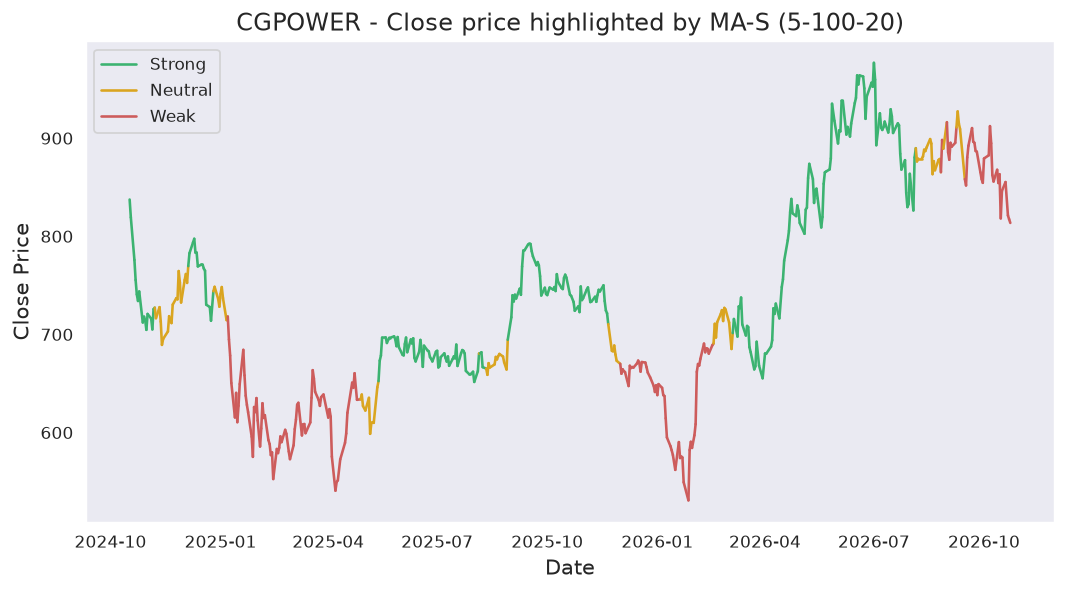 CGPOWER - Close price highlighted by MA-S (5-100-20)
Strong
Neutral
Weak
Close Price
900
800
700
600
2024-10 2025-01 2025-04 2025-07 2025-10 2026-01 2026-04 2026-07 2026-10
Date